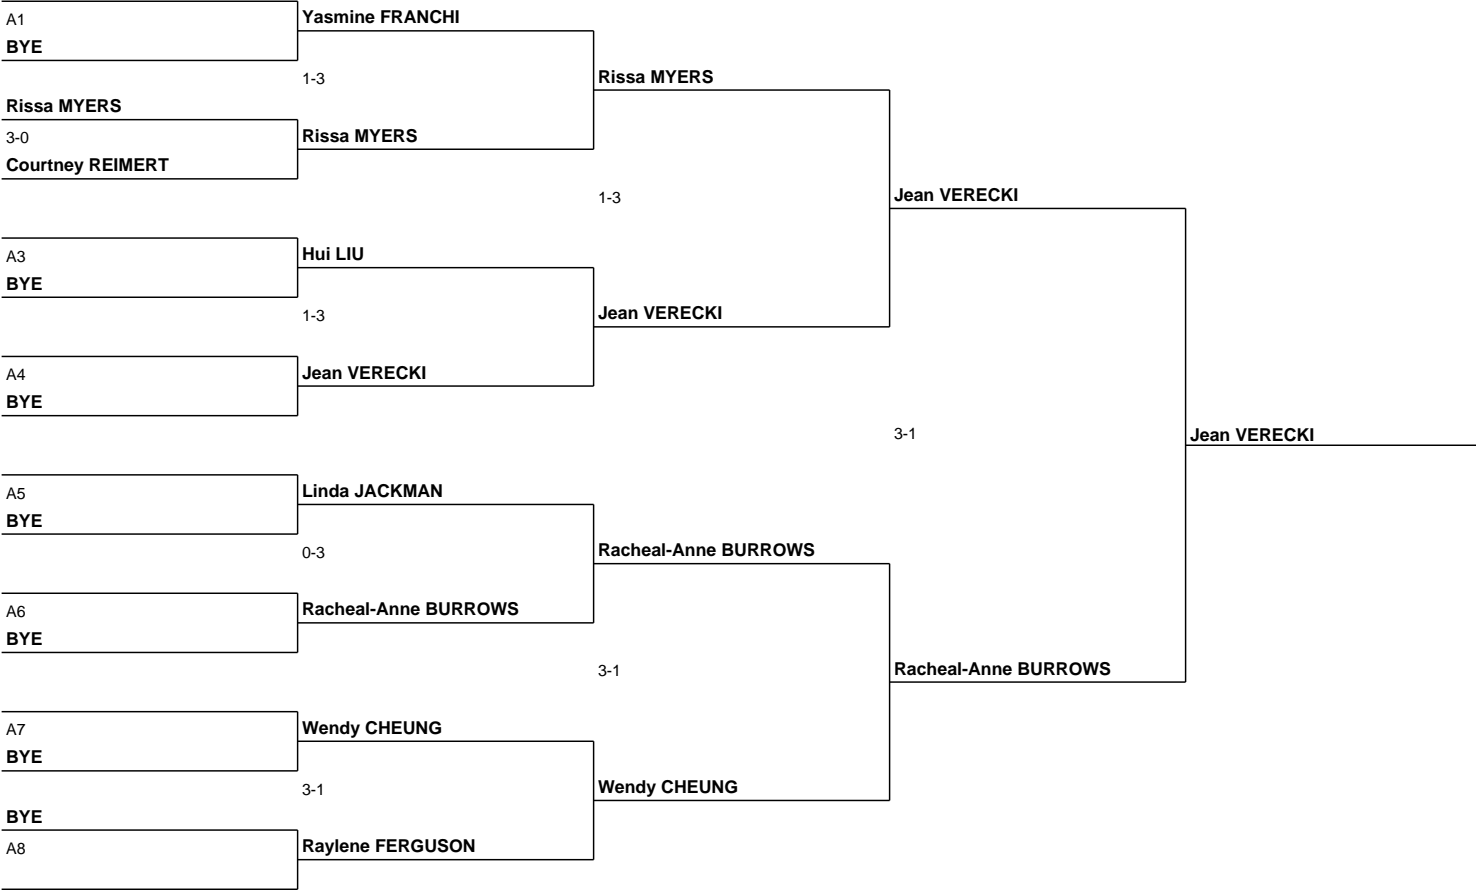 Yasmine FRANCHI
A1
BYE
1-3
Rissa MYERS
Rissa MYERS
3-0
Rissa MYERS
Courtney REIMERT
1-3
Jean VERECKI
A3
Hui LIU
BYE
1-3
Jean VERECKI
A4
Jean VERECKI
BYE
3-1
Jean VERECKI
A5
Linda JACKMAN
BYE
0-3
Racheal-Anne BURROWS
A6
Racheal-Anne BURROWS
BYE
3-1
Racheal-Anne BURROWS
A7
Wendy CHEUNG
BYE
3-1
Wendy CHEUNG
BYE
A8
Raylene FERGUSON